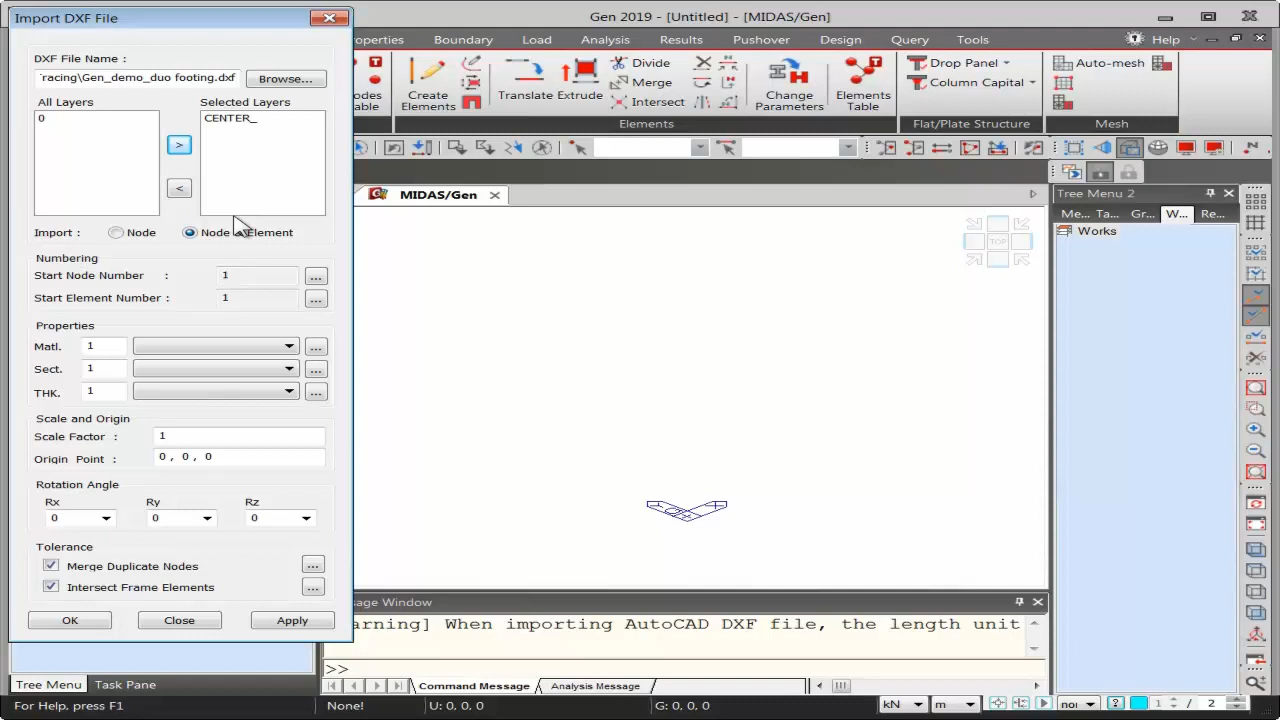 Import DXF File
Gen 2019 - [Untitled] - [MIDAS/Gen]
roperties Boundary Load Analysis Results Pushover Design Query Tools Help
DXF File Name :
racing\Gen_demo_duo footing.dxf Browse...
All Layers Selected Layers
0 CENTER_
>
<
Import : Node Node Element
Numbering
Start Node Number : 1 ...
Start Element Number : 1 ...
Properties
Matl. 1 ...
Sect. 1 ...
THK. 1 ...
Scale and Origin
Scale Factor : 1
Origin Point : 0 , 0 , 0
Rotation Angle
Rx Ry Rz
0 0 0
Tolerance
Merge Duplicate Nodes ...
Intersect Frame Elements ...
OK Close Apply
odes
able
Create
Elements
Translate Extrude
Divide
Merge
Intersect
Change
Parameters
Elements
Table
Elements
Drop Panel
Column Capital
Flat/Plate Structure
Auto-mesh
Mesh
MIDAS/Gen
TOP
Tree Menu 2
Me... Ta... Gr... W... Re...
Works
sage Window
arning] When importing AutoCAD DXF file, the length unit
>>
Command Message Analysis Message
Tree Menu Task Pane
For Help, press F1 None! U: 0, 0, 0 G: 0, 0, 0 kN m nor ? 1 / 2